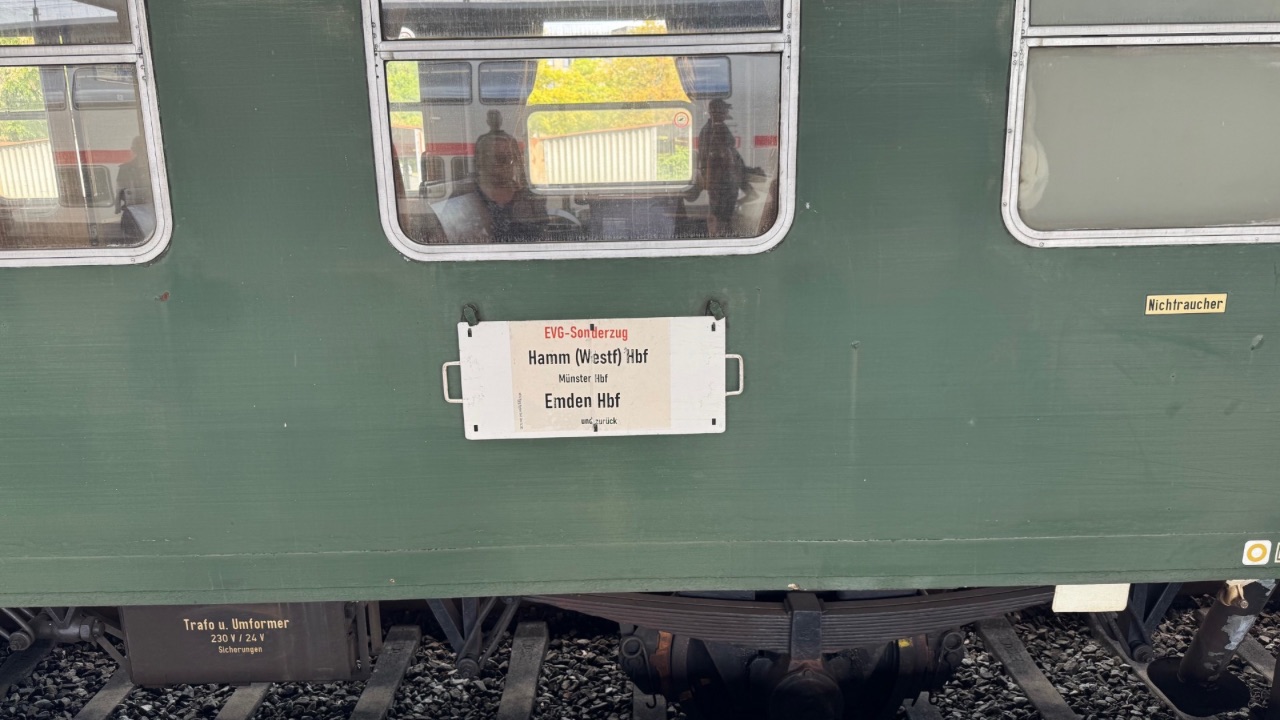 EVG-Sonderzug
Hamm (Westf) Hbf
Münster Hbf
Emden Hbf
und zurück
Nichtraucher
Trafo u. Umformer
230 V / 24 V
Sicherungen